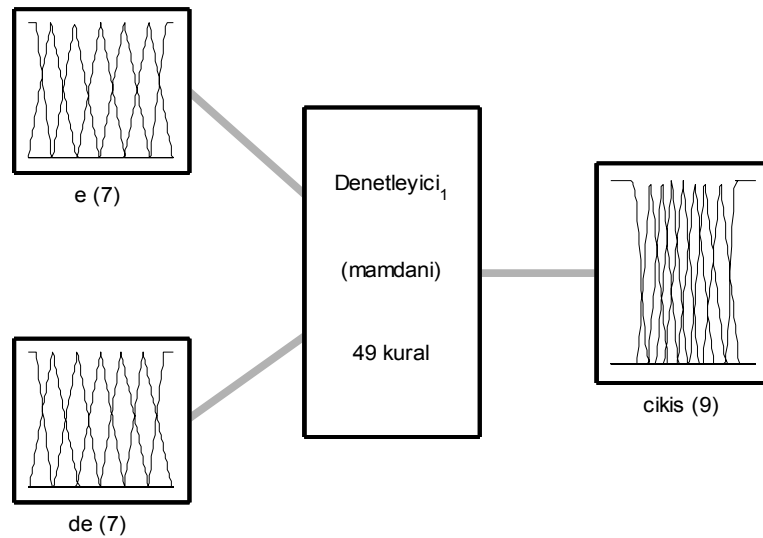 e (7)
Denetleyici₁
(mamdani)
49 kural
cikis (9)
de (7)